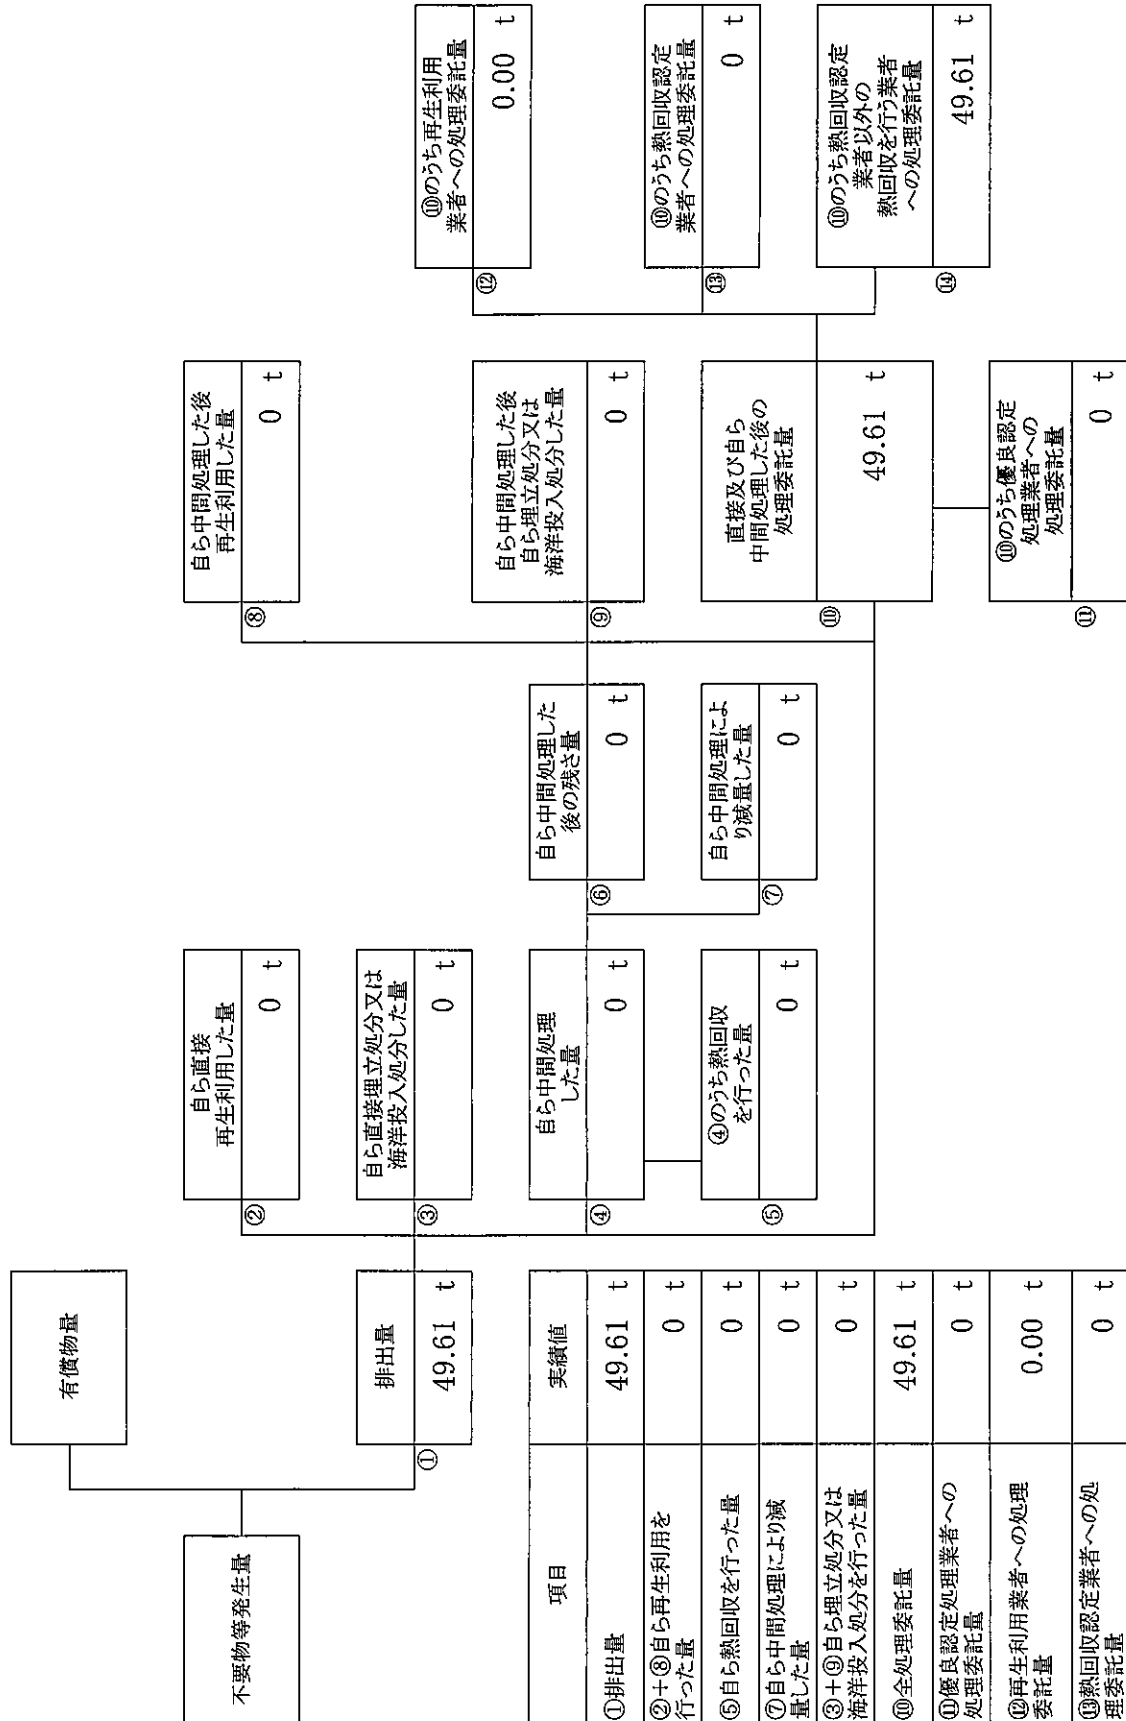 不要物等発生量
有償物量
排出量
① 49.61 t
自ら直接
再生利用した量
② 0 t
自ら直接埋立処分又は
海洋投入処分した量
③ 0 t
自ら中間処理
した量
④ 0 t
④のうち熱回収
を行った量
⑤ 0 t
自ら中間処理した
後の残さ量
⑥ 0 t
自ら中間処理によ
り減量した量
⑦ 0 t
自ら中間処理した後
再生利用した量
⑧ 0 t
自ら中間処理した後
自ら埋立処分又は
海洋投入処分した量
⑨ 0 t
直接及び自ら
中間処理した後の
処理委託量
⑩ 49.61 t
⑩のうち優良認定
処理業者への
処理委託量
⑪ 0 t
⑩のうち再生利用
業者への処理委託量
⑫ 0.00 t
⑩のうち熱回収認定
業者への処理委託量
⑬ 0 t
⑩のうち熱回収認定
業者以外の
熱回収を行う業者
への処理委託量
⑭ 49.61 t
項目 実績値
①排出量 49.61 t
②+⑧自ら再生利用を
行った量 0 t
⑤自ら熱回収を行った量 0 t
⑦自ら中間処理により減
量した量 0 t
③+⑨自ら埋立処分又は
海洋投入処分を行った量 0 t
⑩全処理委託量 49.61 t
⑪優良認定処理業者への
処理委託量 0 t
⑫再生利用業者への処理
委託量 0.00 t
⑬熱回収認定業者への処
理委託量 0 t